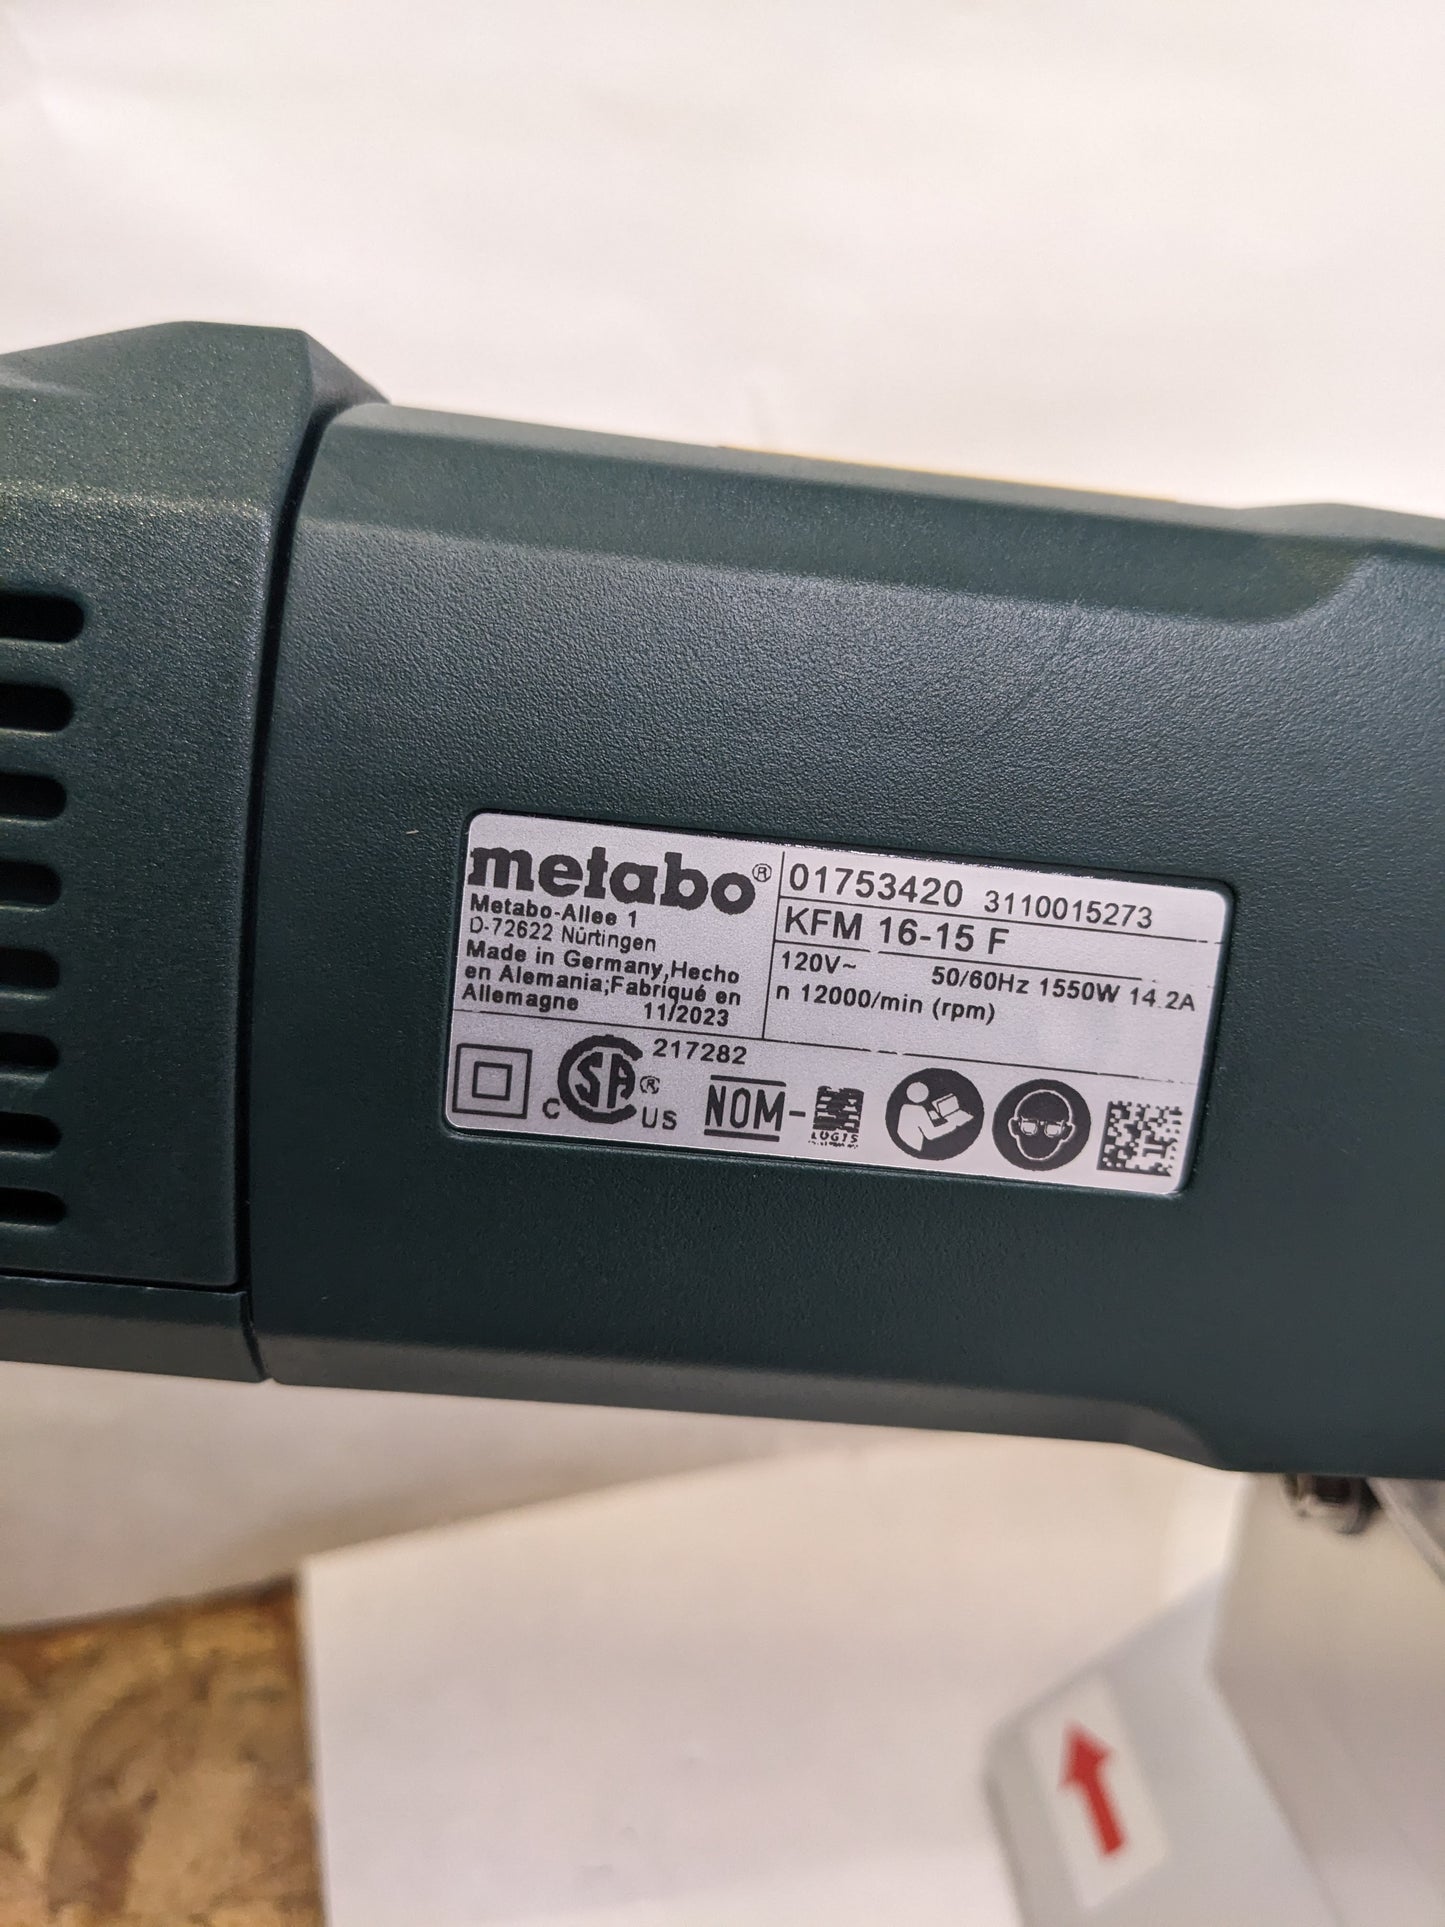 metabo®
Metabo-Allee 1
D-72622 Nürtingen
Made in Germany,Hecho
en Alemania;Fabriqué en
Allemagne 11/2023
01753420 3110015273
KFM 16-15 F
120V~ 50/60Hz 1550W 14.2A
n 12000/min (rpm)
217282
C SA® US
NOM-